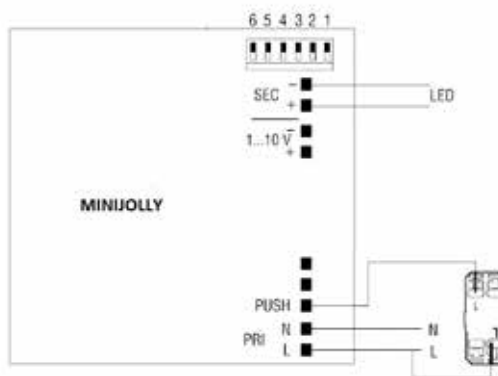 6 5 4 3 2 1
SEC - LED
+
1...10 V -
+
MINIJOLLY
PUSH L
PRI N N T
L L